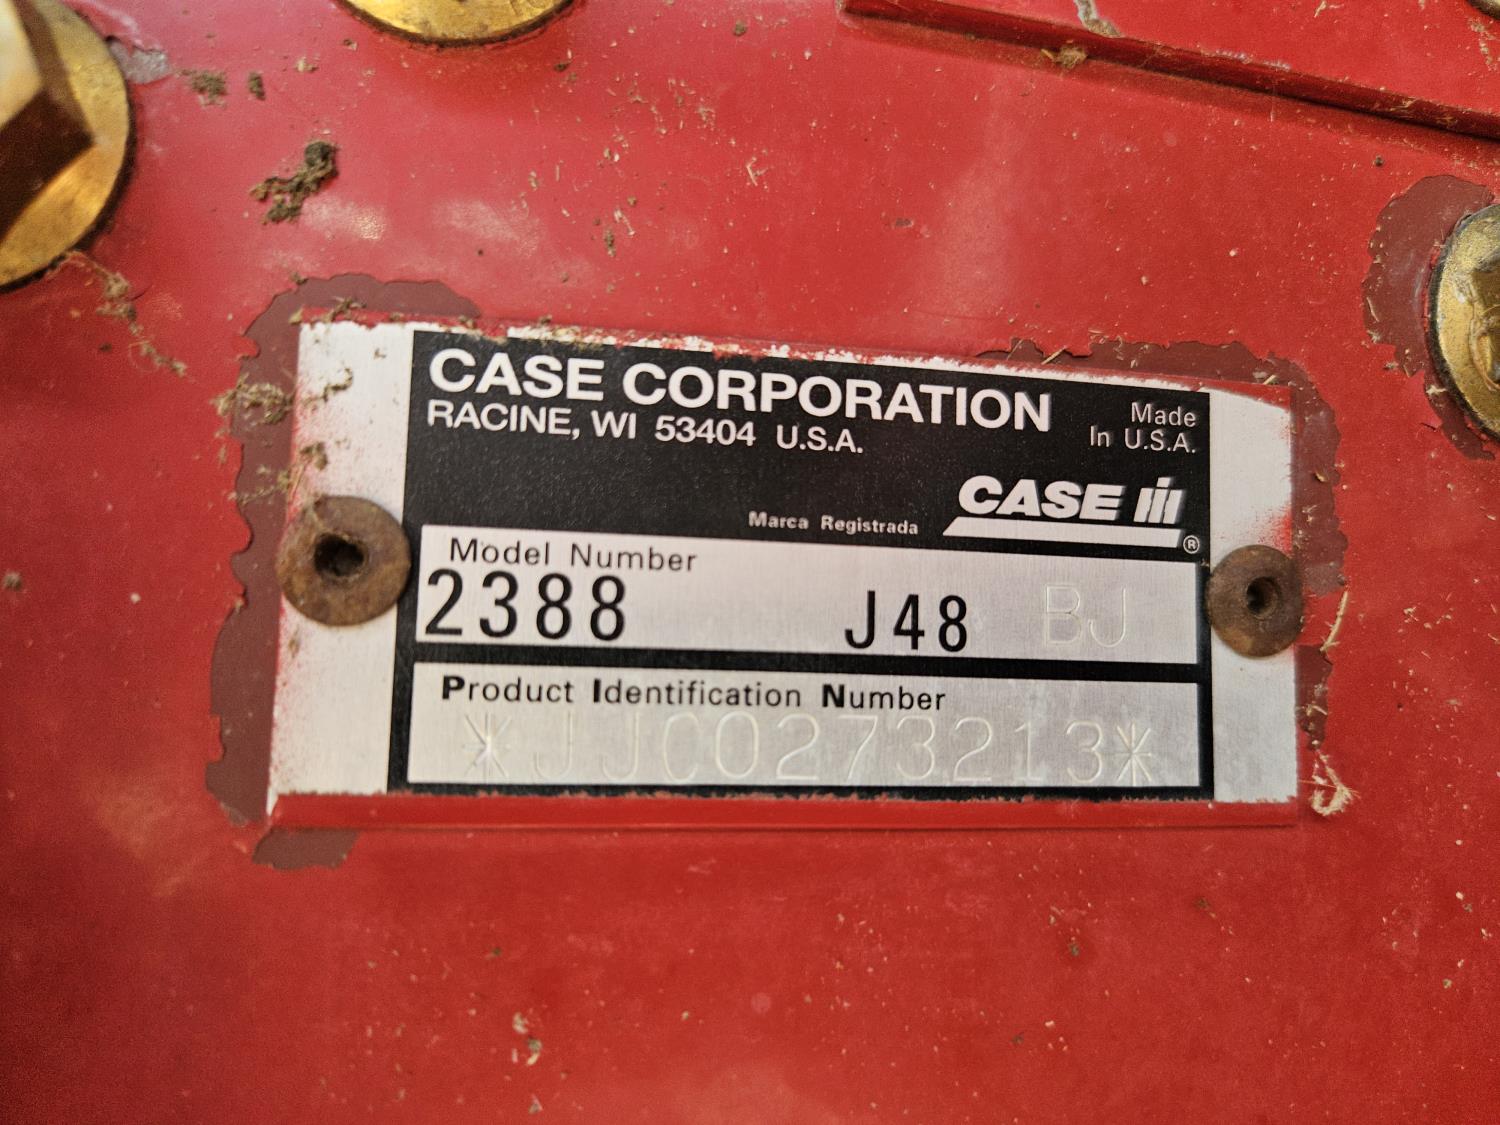 CASE CORPORATION
RACINE, WI 53404 U.S.A.
Made
In U.S.A.
CASE IH
Marca Registrada ®
Model Number
2388 J48 BJ
Product Identification Number
*JJC0273213*